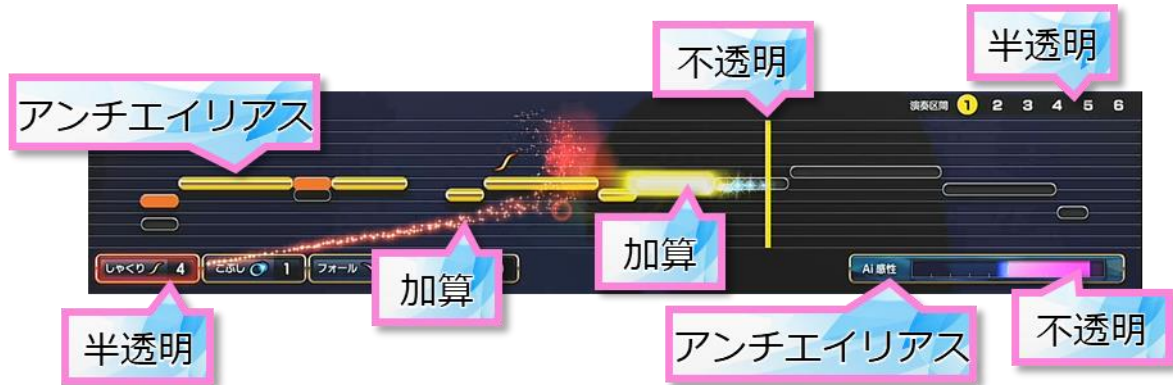 不透明
半透明
アンチエイリアス
演奏区間 1 2 3 4 5 6
加算
加算
しゃくり 4
こぶし 1
フォール
Ai感性
半透明
アンチエイリアス
不透明